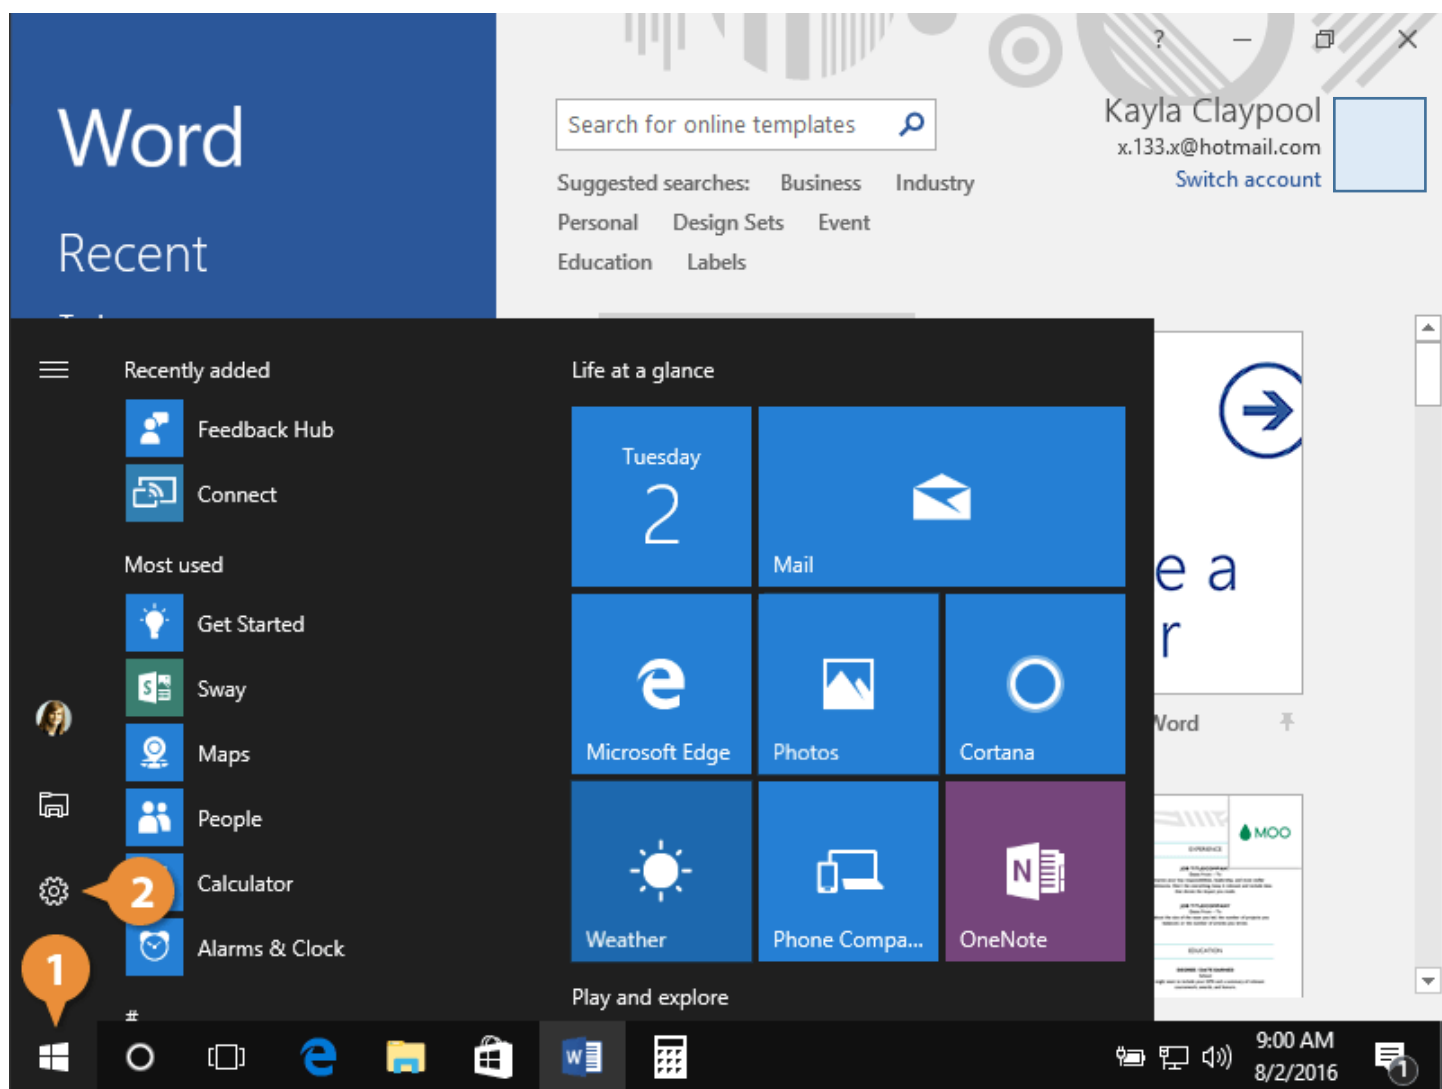 Word
Recent
?
Search for online templates
Suggested searches: Business Industry
Personal Design Sets Event
Education Labels
Kayla Claypool
x.133.x@hotmail.com
Switch account
Recently added
Feedback Hub
Connect
Most used
Get Started
Sway
Maps
People
2
Calculator
Alarms & Clock
1
#
Life at a glance
Tuesday
2
Mail
Microsoft Edge
Photos
Cortana
Weather
Phone Compa...
N
OneNote
Play and explore
e a
r
Word
MOO
EXPERIENCE
EDUCATION
9:00 AM
8/2/2016
1